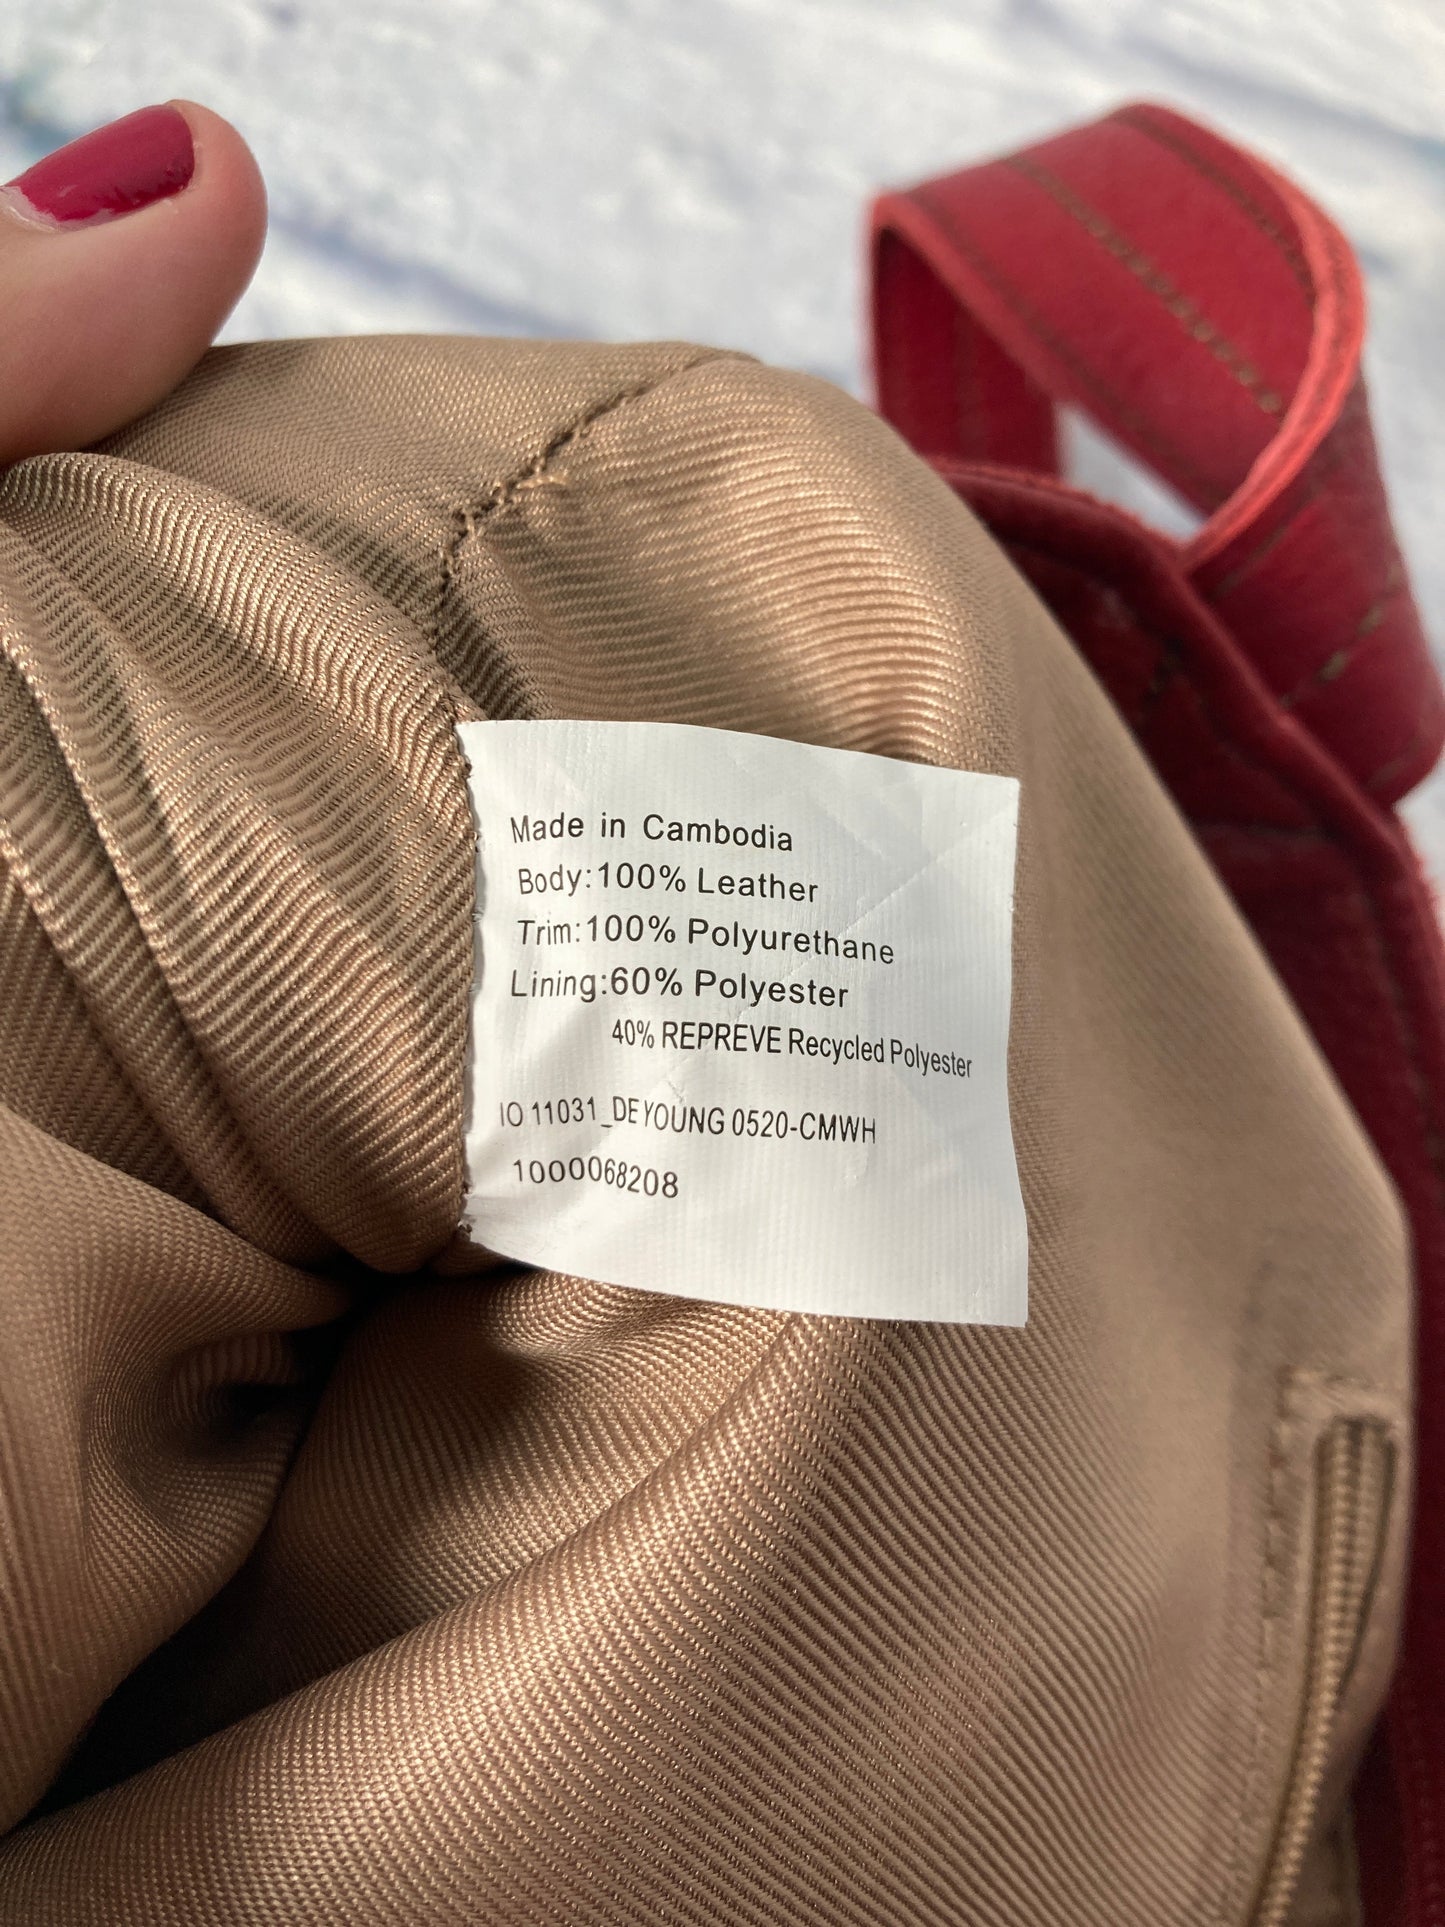 Made in Cambodia
Body:100% Leather
Trim:100% Polyurethane
Lining:60% Polyester
40% REPREVE Recycled Polyester
IO 11031_DEYOUNG 0520-CMWH
1000068208